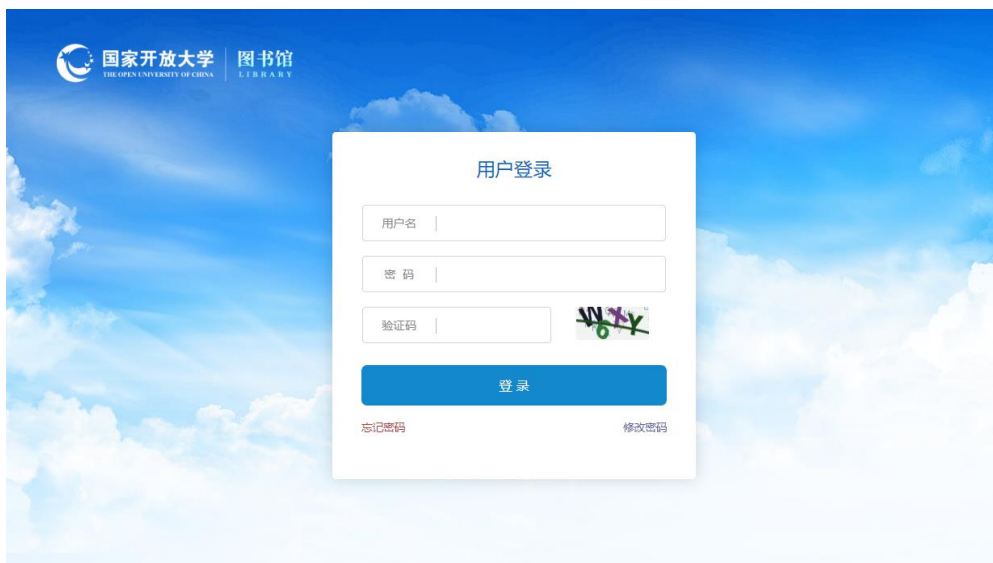 国家开放大学
THE OPEN UNIVERSITY OF CHINA
图书馆
LIBRARY
用户登录
用户名
密 码
验证码
W6XY
登 录
忘记密码
修改密码